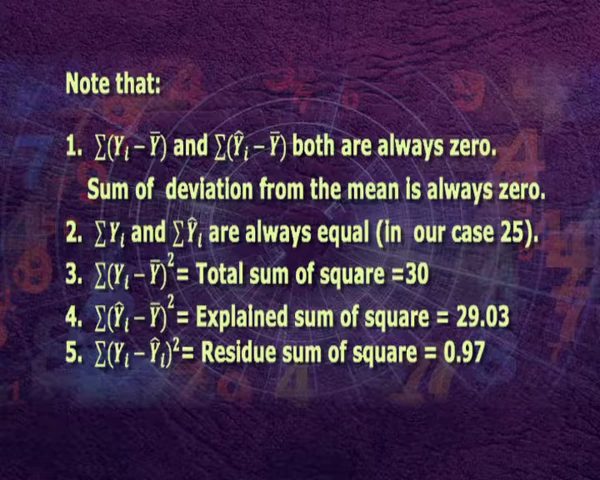 Note that:
1. ∑(Yᵢ – Ȳ) and ∑(Ŷᵢ – Ȳ) both are always zero.
Sum of deviation from the mean is always zero.
2. ∑Yᵢ and ∑Ŷᵢ are always equal (in our case 25).
3. ∑(Yᵢ – Ȳ)² = Total sum of square =30
4. ∑(Ŷᵢ – Ȳ)² = Explained sum of square = 29.03
5. ∑(Yᵢ – Ŷᵢ)² = Residue sum of square = 0.97